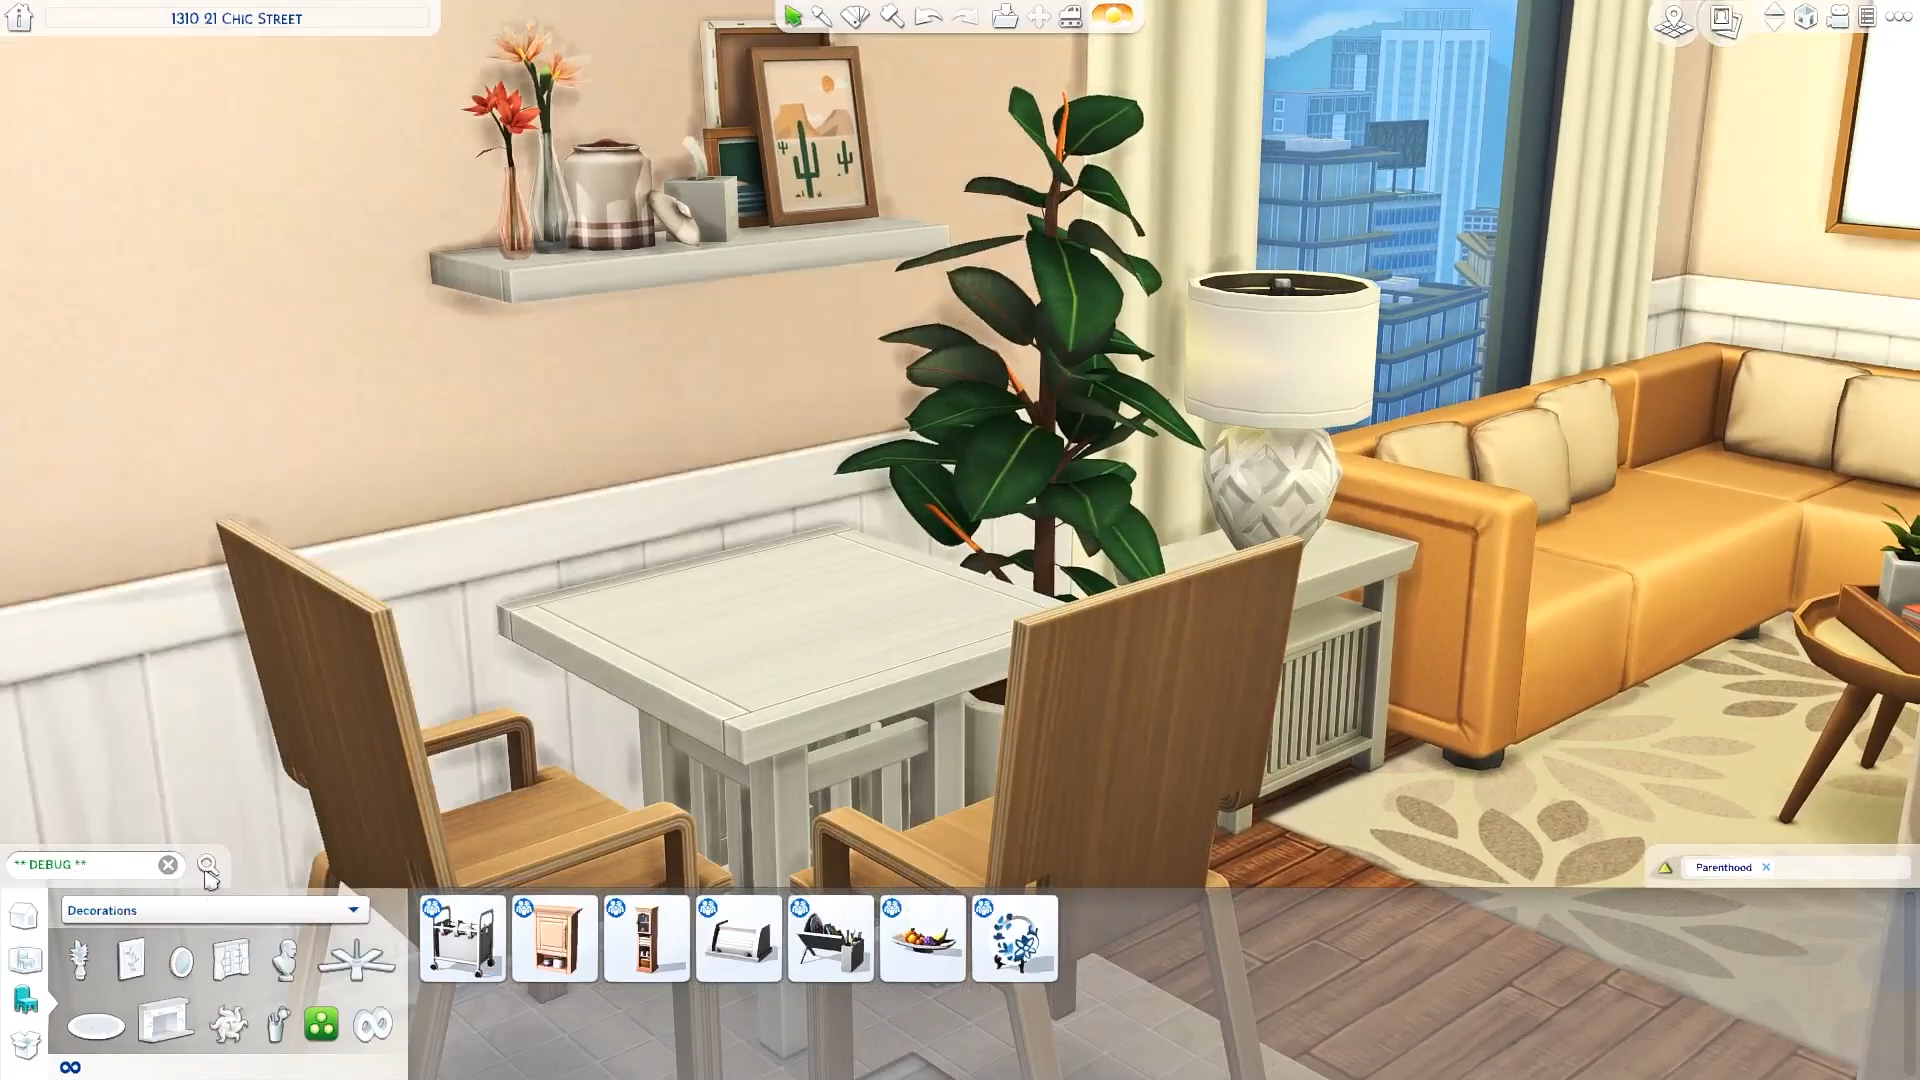 1310 21 CHIC STREET
** DEBUG **
Parenthood
Decorations